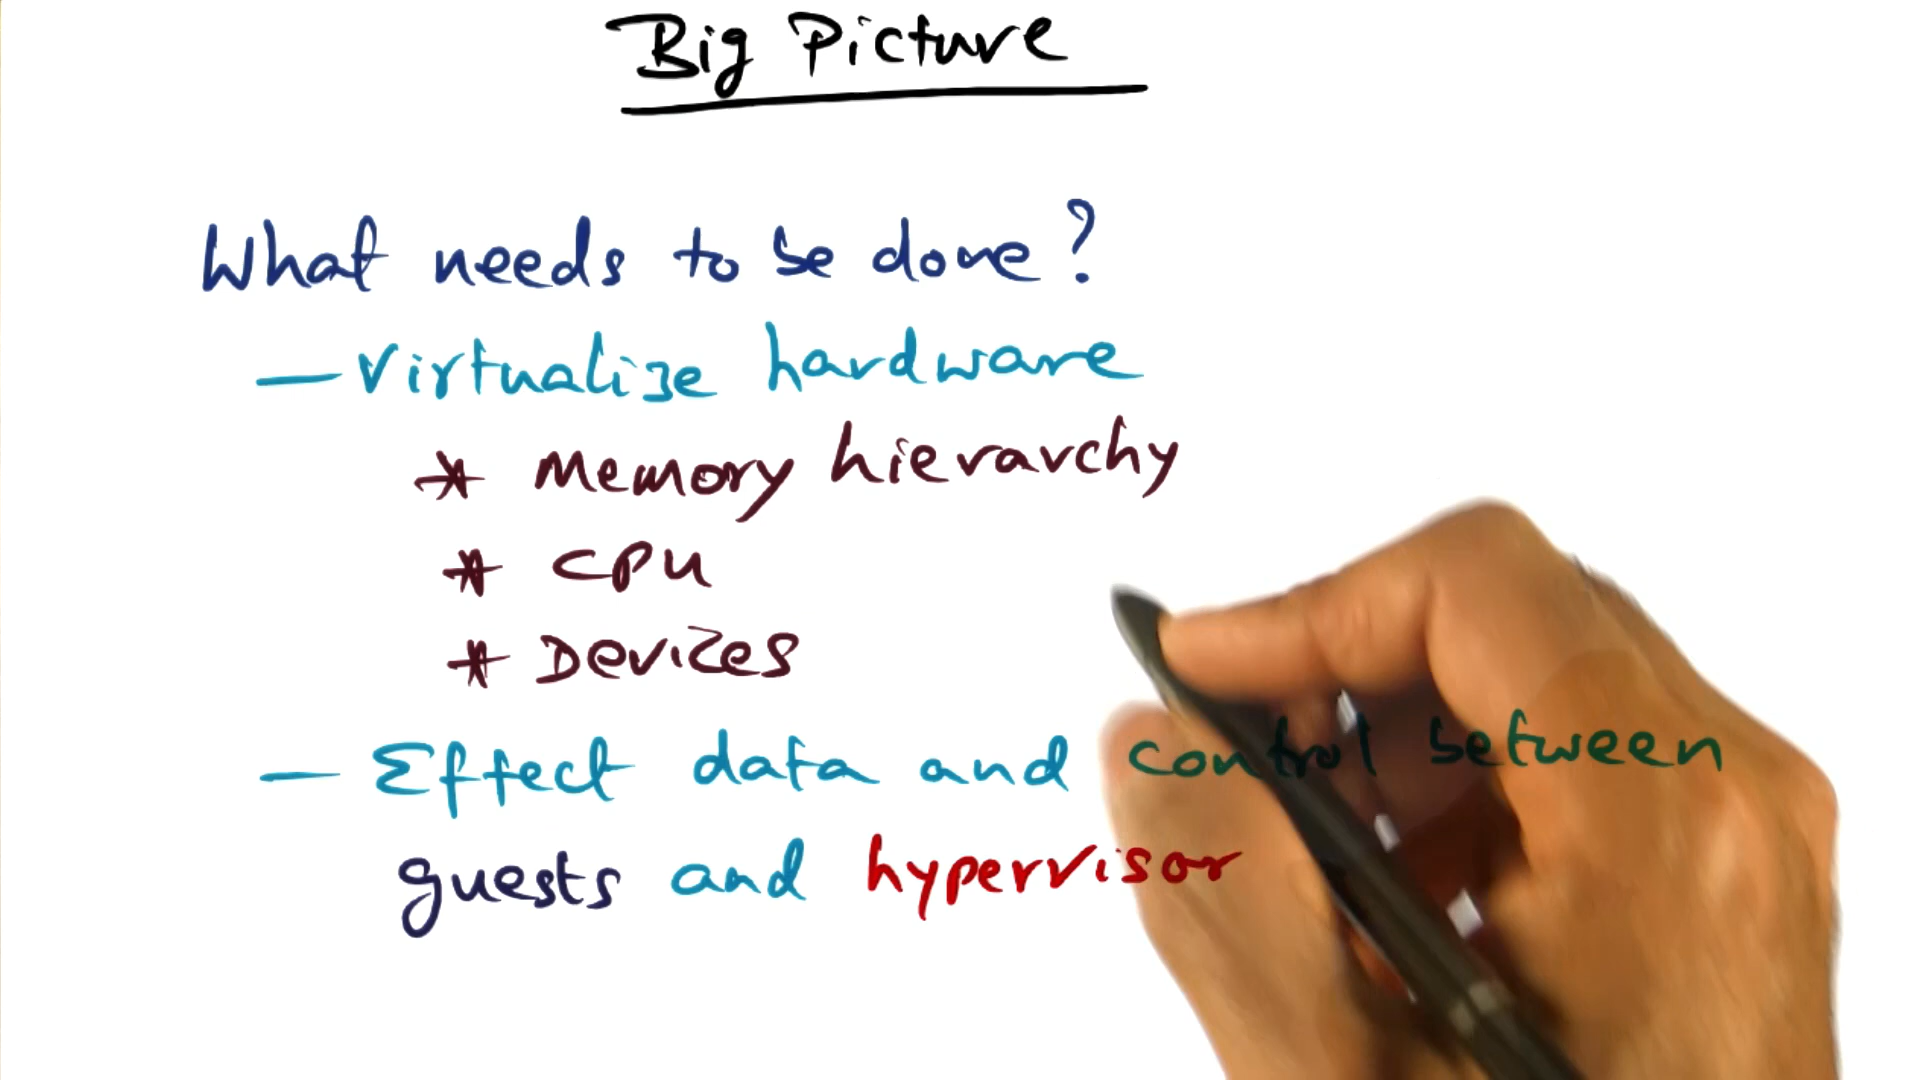 Big Picture
What needs to be done?
- Virtualize hardware
* Memory hierarchy
* CPU
* Devices
- Effect data and control between
guests and hypervisor